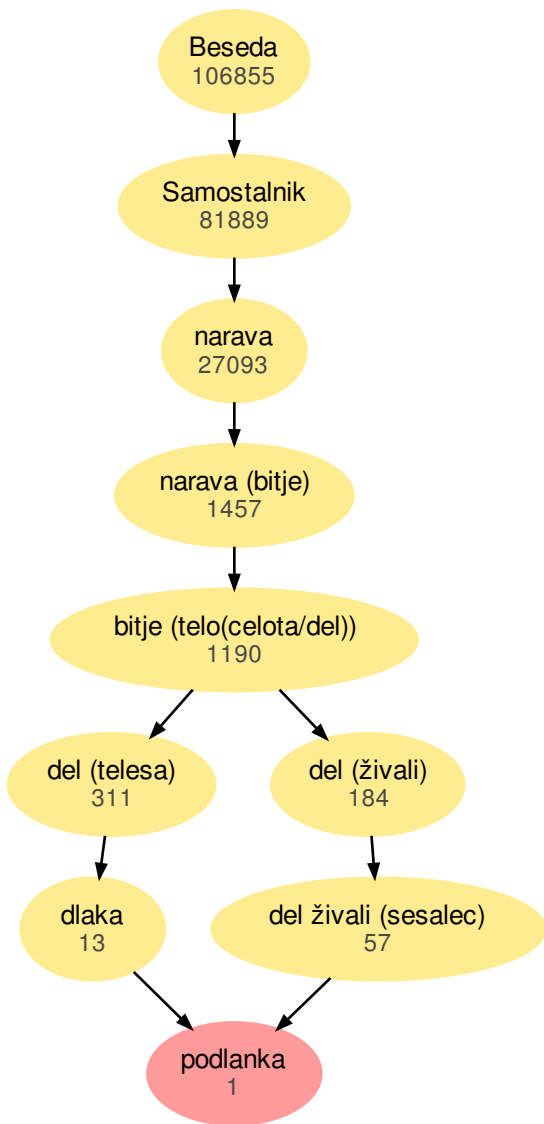 Beseda
106855
Samostalnik
81889
narava
27093
narava (bitje)
1457
bitje (telo(celota/del))
1190
del (telesa)
311
del (živali)
184
dlaka
13
del živali (sesalec)
57
podlanka
1